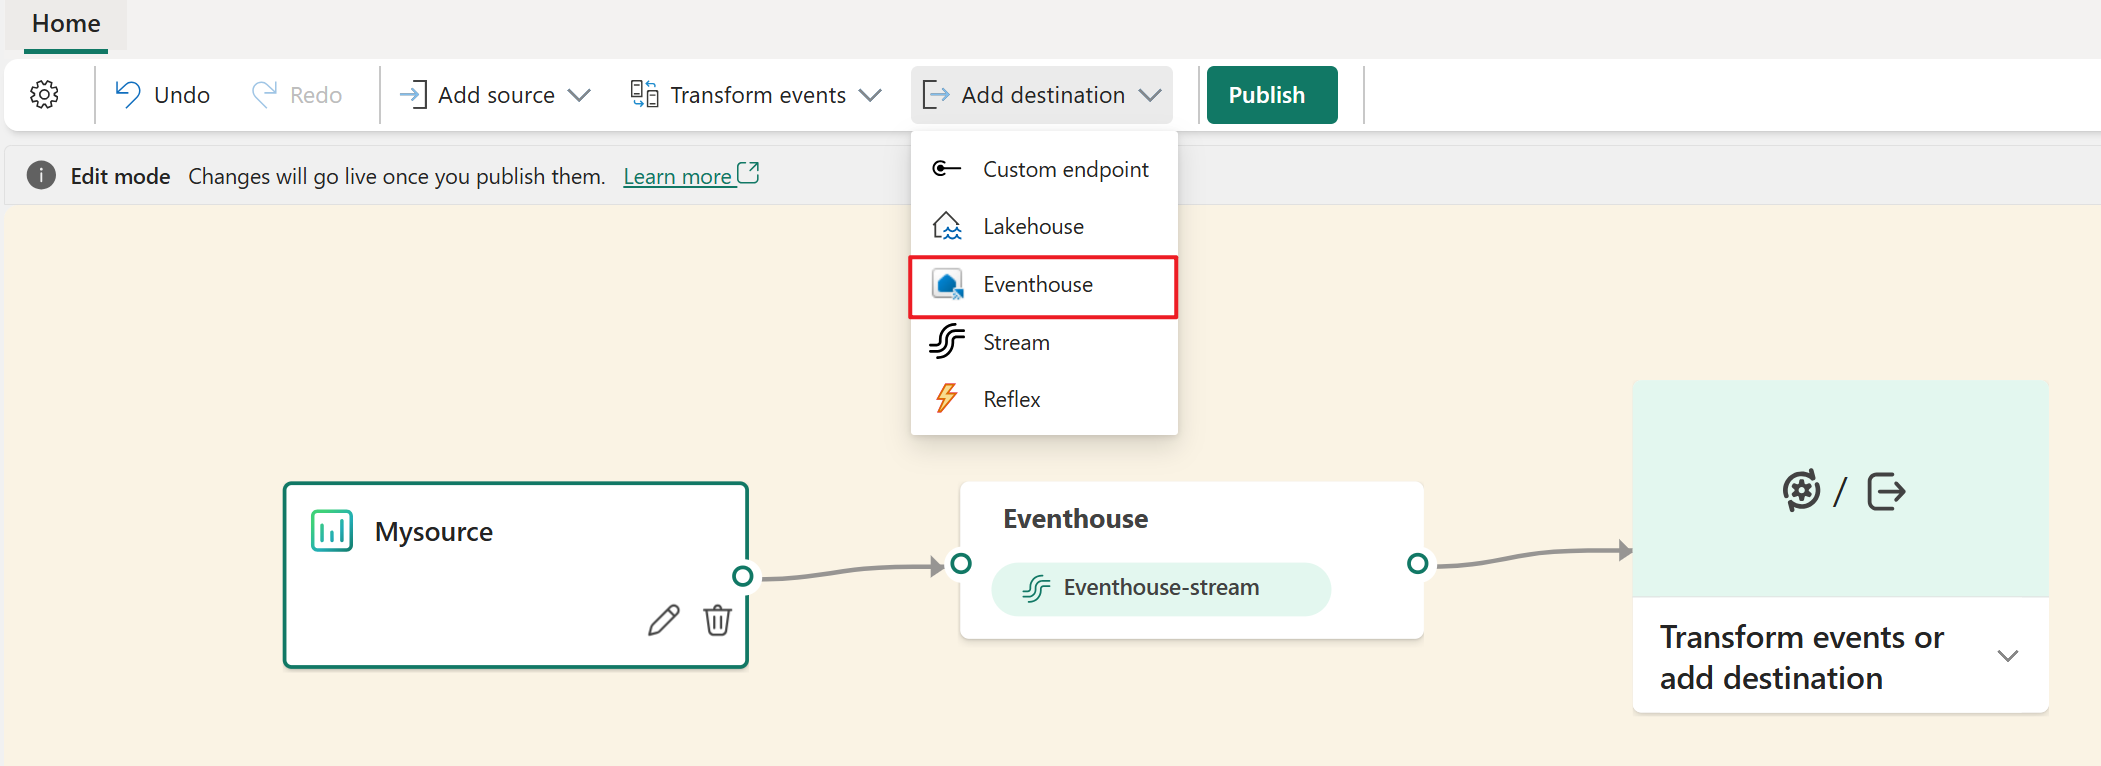 Home
Undo
Redo
Add source
Transform events
Add destination
Publish
Edit mode Changes will go live once you publish them. Learn more
Custom endpoint
Lakehouse
Eventhouse
Stream
Reflex
Mysource
Eventhouse
Eventhouse-stream
/
Transform events or
add destination